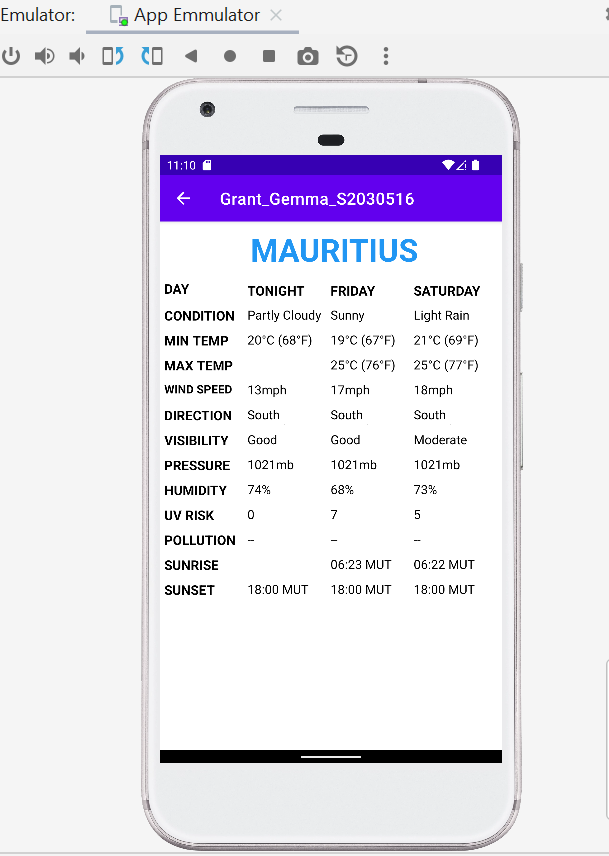 Emulator: App Emmulator
11:10
Grant_Gemma_S2030516
MAURITIUS
DAY TONIGHT FRIDAY SATURDAY
CONDITION Partly Cloudy Sunny Light Rain
MIN TEMP 20°C (68°F) 19°C (67°F) 21°C (69°F)
MAX TEMP 25°C (76°F) 25°C (77°F)
WIND SPEED 13mph 17mph 18mph
DIRECTION South South South
VISIBILITY Good Good Moderate
PRESSURE 1021mb 1021mb 1021mb
HUMIDITY 74% 68% 73%
UV RISK 0 7 5
POLLUTION -- -- --
SUNRISE 06:23 MUT 06:22 MUT
SUNSET 18:00 MUT 18:00 MUT 18:00 MUT